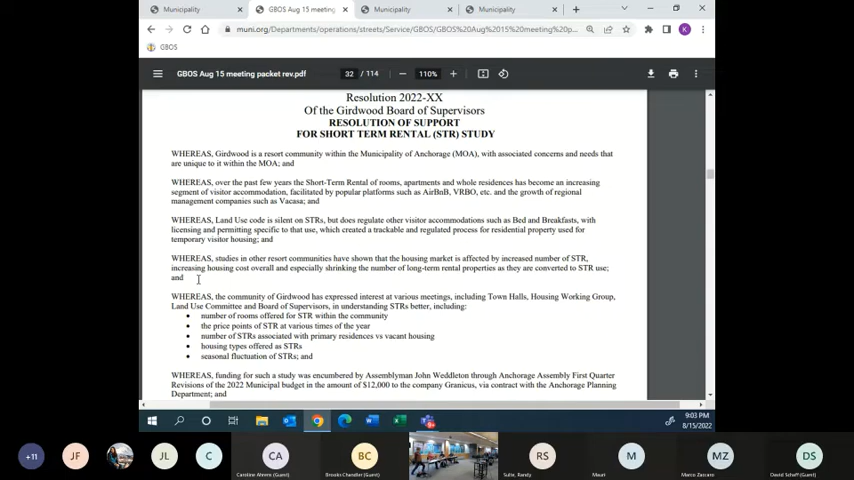 Municipality
GBOS Aug 15 meeting
Municipality
Municipality
muni.org/Departments/operations/streets/Service/GBOS/GBOS%20Aug%2015%20meeting%20p...
K
GBOS
GBOS Aug 15 meeting packet rev.pdf
32 / 114
110%
Resolution 2022-XX
Of the Girdwood Board of Supervisors
RESOLUTION OF SUPPORT
FOR SHORT TERM RENTAL (STR) STUDY
WHEREAS, Girdwood is a resort community within the Municipality of Anchorage (MOA), with associated concerns and needs that
are unique to it within the MOA; and
WHEREAS, over the past few years the Short-Term Rental of rooms, apartments and whole residences has become an increasing
segment of visitor accommodation, facilitated by popular platforms such as AirBnB, VRBO, etc. and the growth of regional
management companies such as Vacasa; and
WHEREAS, Land Use code is silent on STRs, but does regulate other visitor accommodations such as Bed and Breakfasts, with
licensing and permitting specific to that use, which created a trackable and regulated process for residential property used for
temporary visitor housing; and
WHEREAS, studies in other resort communities have shown that the housing market is affected by increased number of STR,
increasing housing cost overall and especially shrinking the number of long-term rental properties as they are converted to STR use;
and
WHEREAS, the community of Girdwood has expressed interest at various meetings, including Town Halls, Housing Working Group,
Land Use Committee and Board of Supervisors, in understanding STRs better, including:
• number of rooms offered for STR within the community
• the price points of STR at various times of the year
• number of STRs associated with primary residences vs vacant housing
• housing types offered as STRs
• seasonal fluctuation of STRs; and
WHEREAS, funding for such a study was encumbered by Assemblyman John Weddleton through Anchorage Assembly First Quarter
Revisions of the 2022 Municipal budget in the amount of $12,000 to the company Granicus, via contract with the Anchorage Planning
Department; and
9:03 PM
8/15/2022
+11
JF
JL
C
CA
Caroline Ahrens (Guest)
BC
Brooks Chandler (Guest)
RS
Sulte, Randy
M
Mauri
MZ
Marco Zaccaro
DS
David Schaff (Guest)